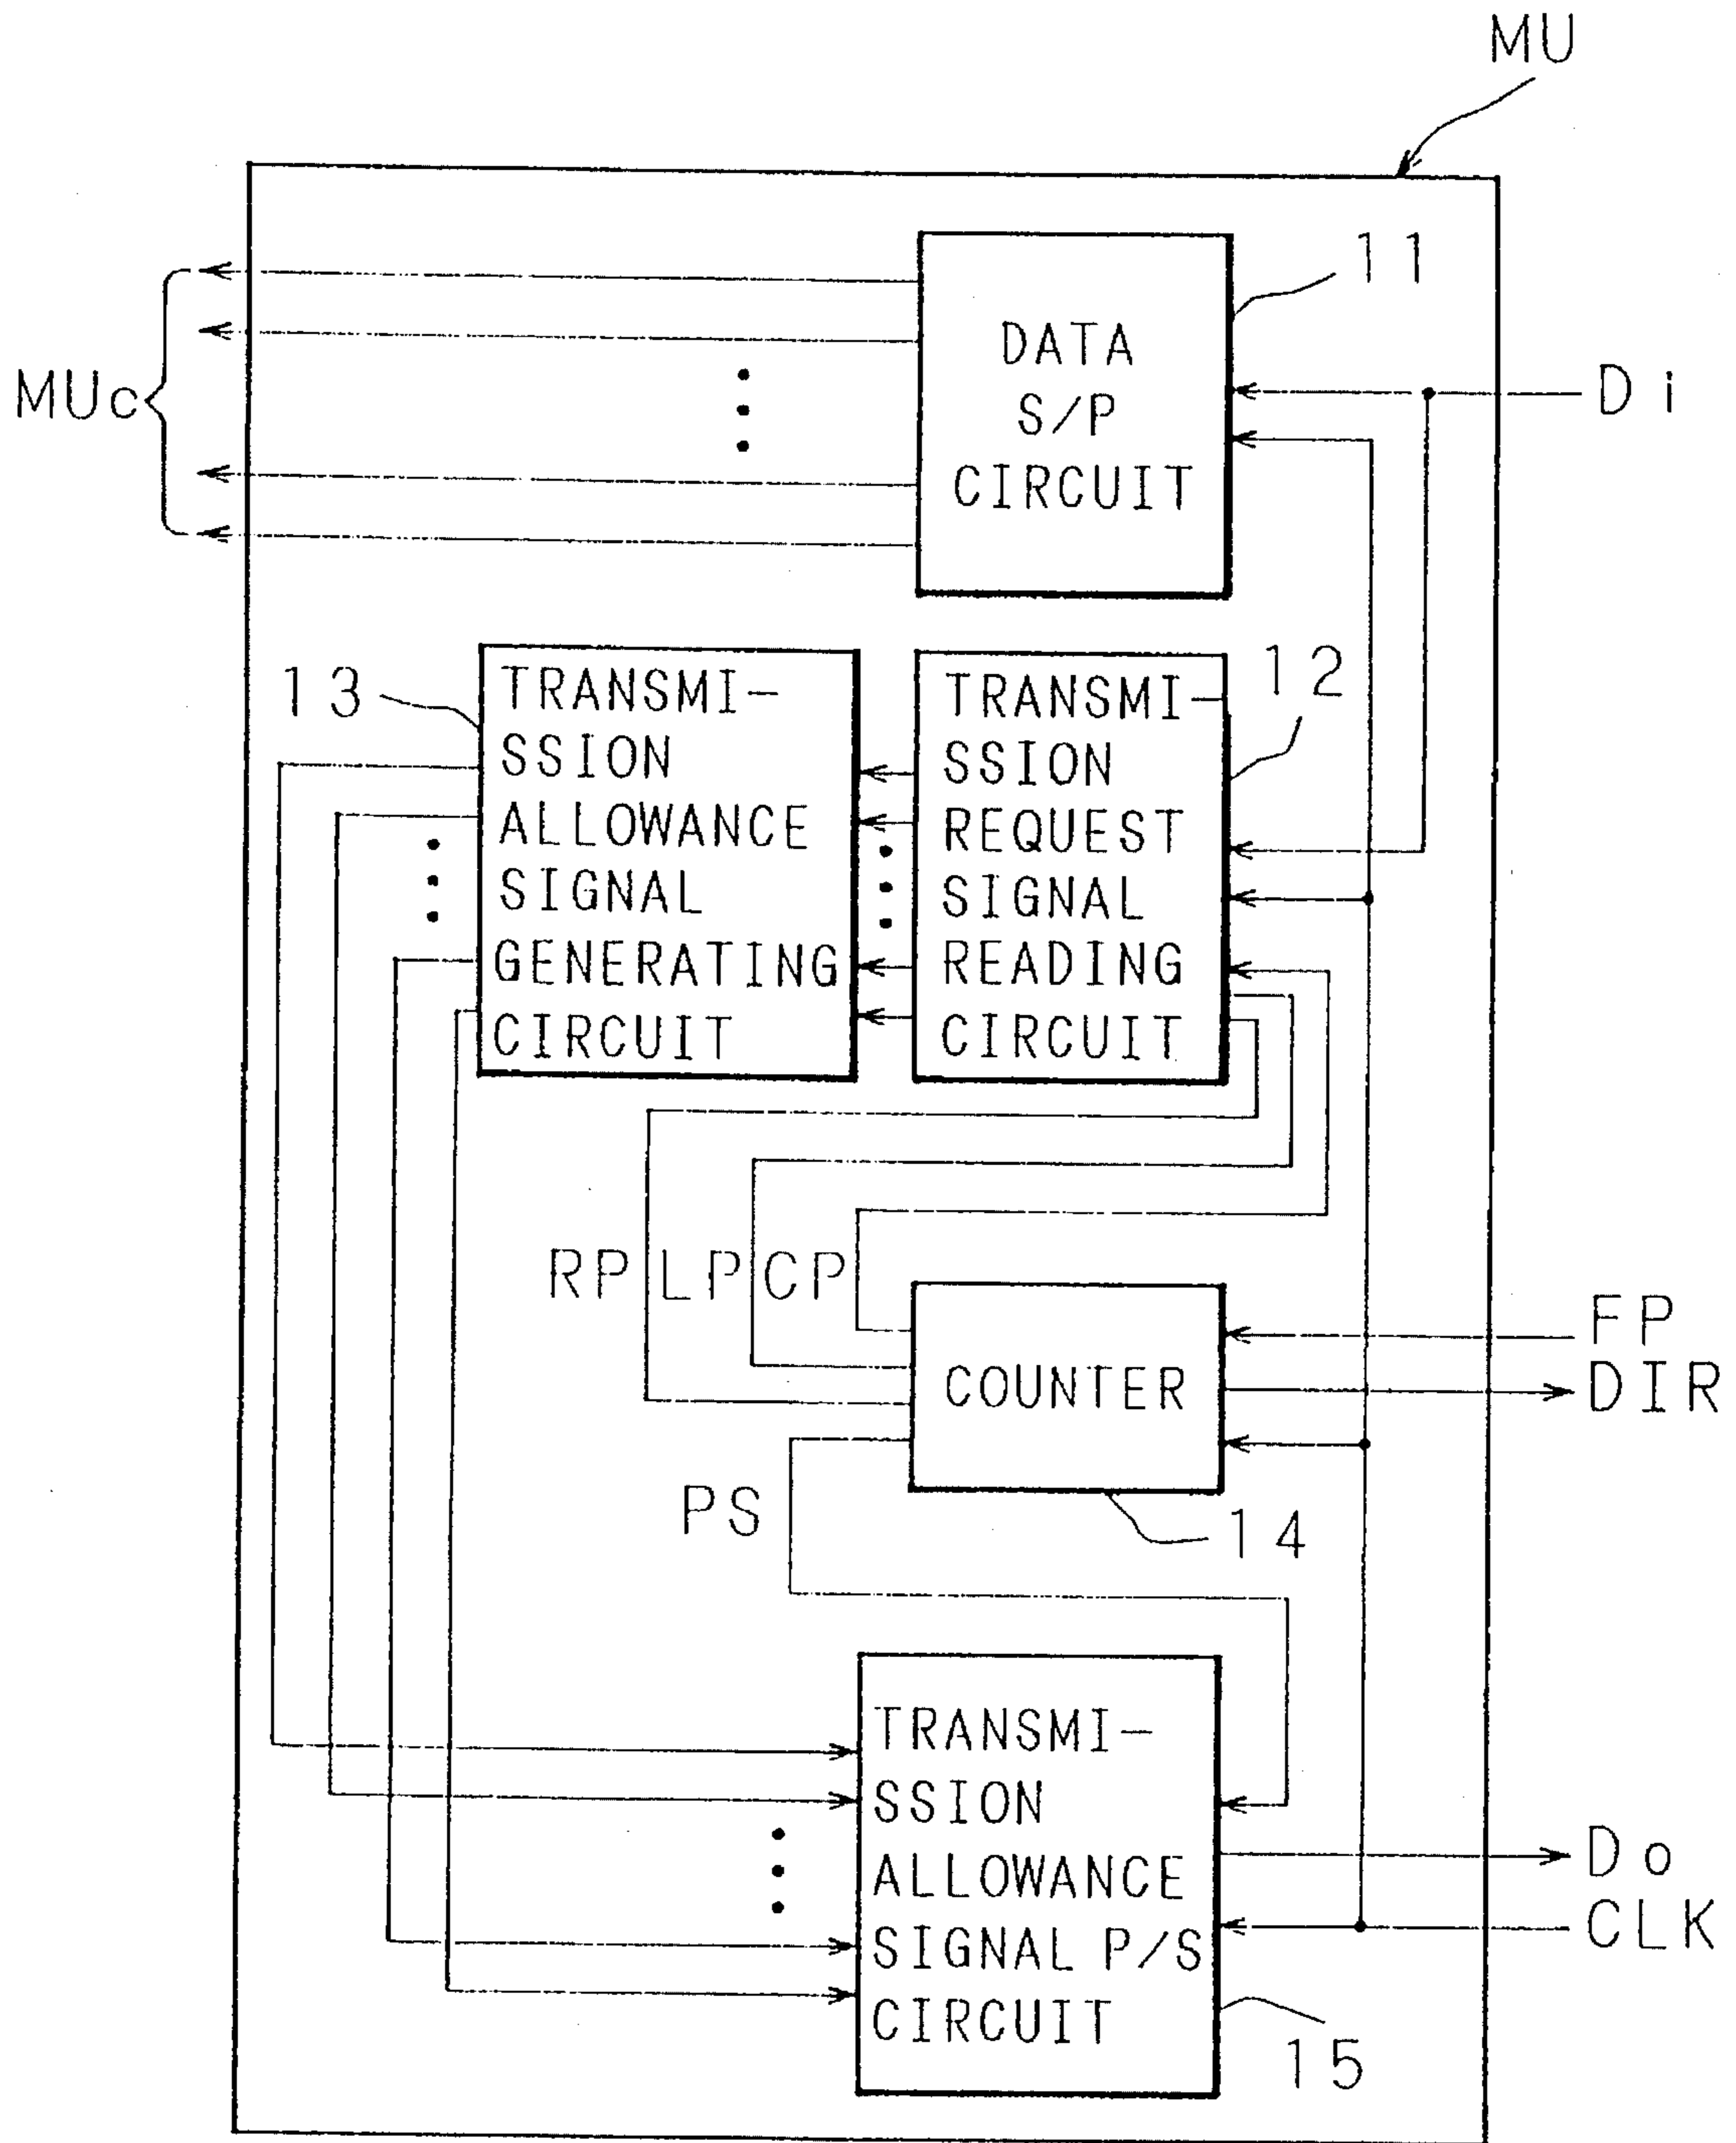 MU
11
DATA
S/P
CIRCUIT
MUc
Di
13
TRANSMI-
SSION
ALLOWANCE
SIGNAL
GENERATING
CIRCUIT
12
TRANSMI-
SSION
REQUEST
SIGNAL
READING
CIRCUIT
RP LP CP
FP
DIR
COUNTER
14
PS
TRANSMI-
SSION
ALLOWANCE
SIGNAL P/S
CIRCUIT
Do
CLK
15